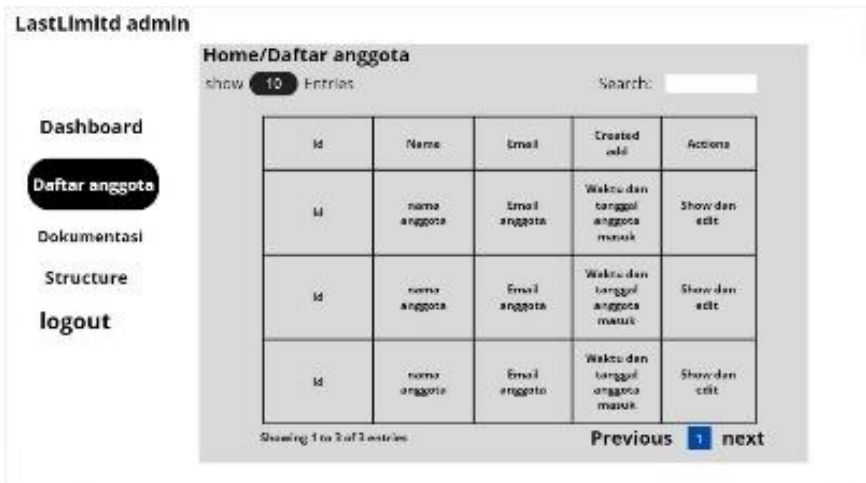 LastLimitd admin
Home/Daftar anggota
show 10 Entries Search:
Dashboard
Daftar anggota
Dokumentasi
Structure
logout
Id Name Email Created add Actions
Id nama anggota Email anggota Waktu dan tanggal anggota masuk Show dan edit
Id nama anggota Email anggota Waktu dan tanggal anggota masuk Show dan edit
Id nama anggota Email anggota Waktu dan tanggal anggota masuk Show dan edit
Showing 1 to 3 of 3 entries
Previous 1 next